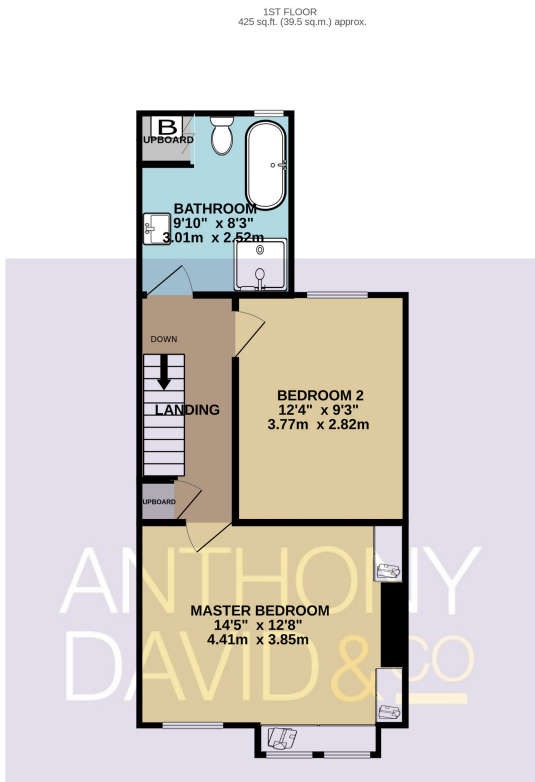 1ST FLOOR
425 sq.ft. (39.5 sq.m.) approx.
B
UPBOARD
BATHROOM
9'10" x 8'3"
3.01m x 2.52m
DOWN
LANDING
BEDROOM 2
12'4" x 9'3"
3.77m x 2.82m
UPBOARD
MASTER BEDROOM
14'5" x 12'8"
4.41m x 3.85m
ANTHONY
DAVID & CO